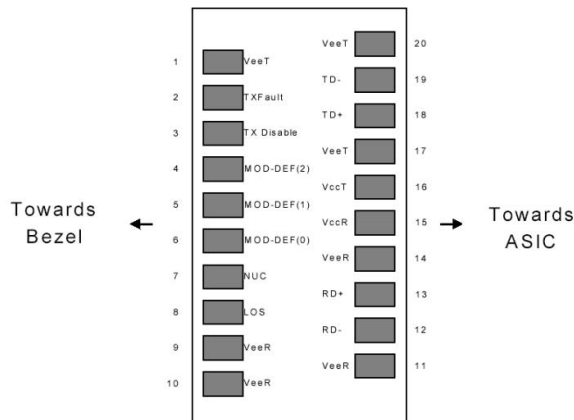 VeeT 20
1 VeeT
TD- 19
2 TXFault
TD+ 18
3 TX Disable
VeeT 17
4 MOD-DEF(2)
VccT 16
5 MOD-DEF(1)
Towards
Bezel
VccR 15
Towards
ASIC
6 MOD-DEF(0)
VeeR 14
7 NUC
RD+ 13
8 LOS
RD- 12
9 VeeR
VeeR 11
10 VeeR